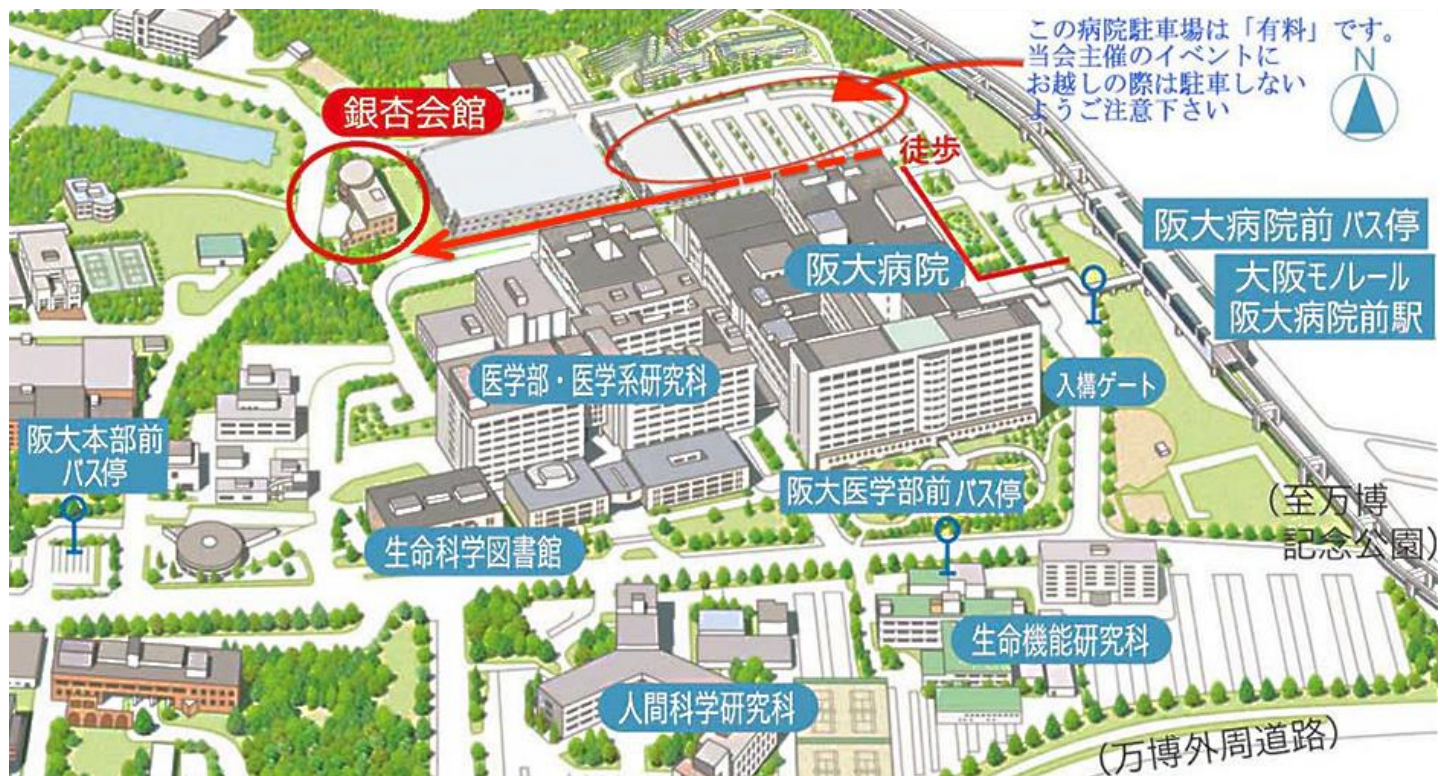 この病院駐車場は「有料」です。
当会主催のイベントに
お越しの際は駐車しない
ようご注意下さい
N
銀杏会館
徒歩
阪大病院前 バス停
大阪モノレール
阪大病院前駅
阪大病院
医学部・医学系研究科
入構ゲート
阪大本部前
バス停
阪大医学部前 バス停
(至万博
記念公園)
生命科学図書館
生命機能研究科
人間科学研究科
(万博外周道路)